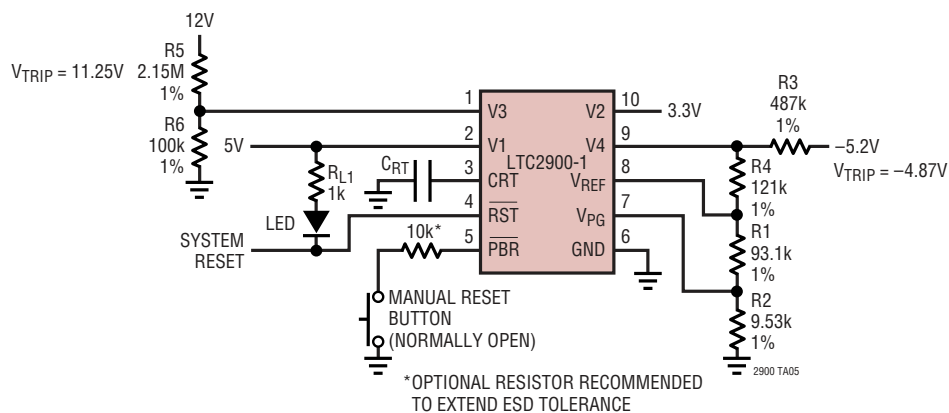 12V
R5
2.15M
1%
VTRIP = 11.25V
R6
100k
1%
5V
RL1
1k
LED
SYSTEM
RESET
CRT
10k*
MANUAL RESET
BUTTON
(NORMALLY OPEN)
1
2
3
4
5
V3
V1
CRT
RST
PBR
LTC2900-1
V2
V4
VREF
VPG
GND
10
9
8
7
6
3.3V
R3
487k
1%
–5.2V
VTRIP = –4.87V
R4
121k
1%
R1
93.1k
1%
R2
9.53k
1%
2900 TA05
*OPTIONAL RESISTOR RECOMMENDED
TO EXTEND ESD TOLERANCE